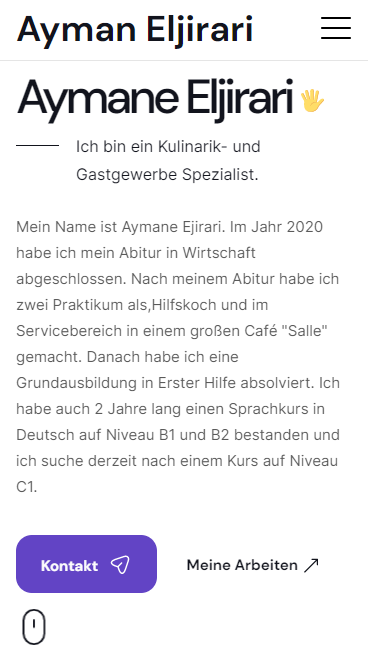 Ayman Eljirari
Aymane Eljirari
Ich bin ein Kulinarik- und
Gastgewerbe Spezialist.
Mein Name ist Aymane Ejirari. Im Jahr 2020
habe ich mein Abitur in Wirtschaft
abgeschlossen. Nach meinem Abitur habe ich
zwei Praktikum als,Hilfskoch und im
Servicebereich in einem großen Café "Salle"
gemacht. Danach habe ich eine
Grundausbildung in Erster Hilfe absolviert. Ich
habe auch 2 Jahre lang einen Sprachkurs in
Deutsch auf Niveau B1 und B2 bestanden und
ich suche derzeit nach einem Kurs auf Niveau
C1.
Kontakt
Meine Arbeiten